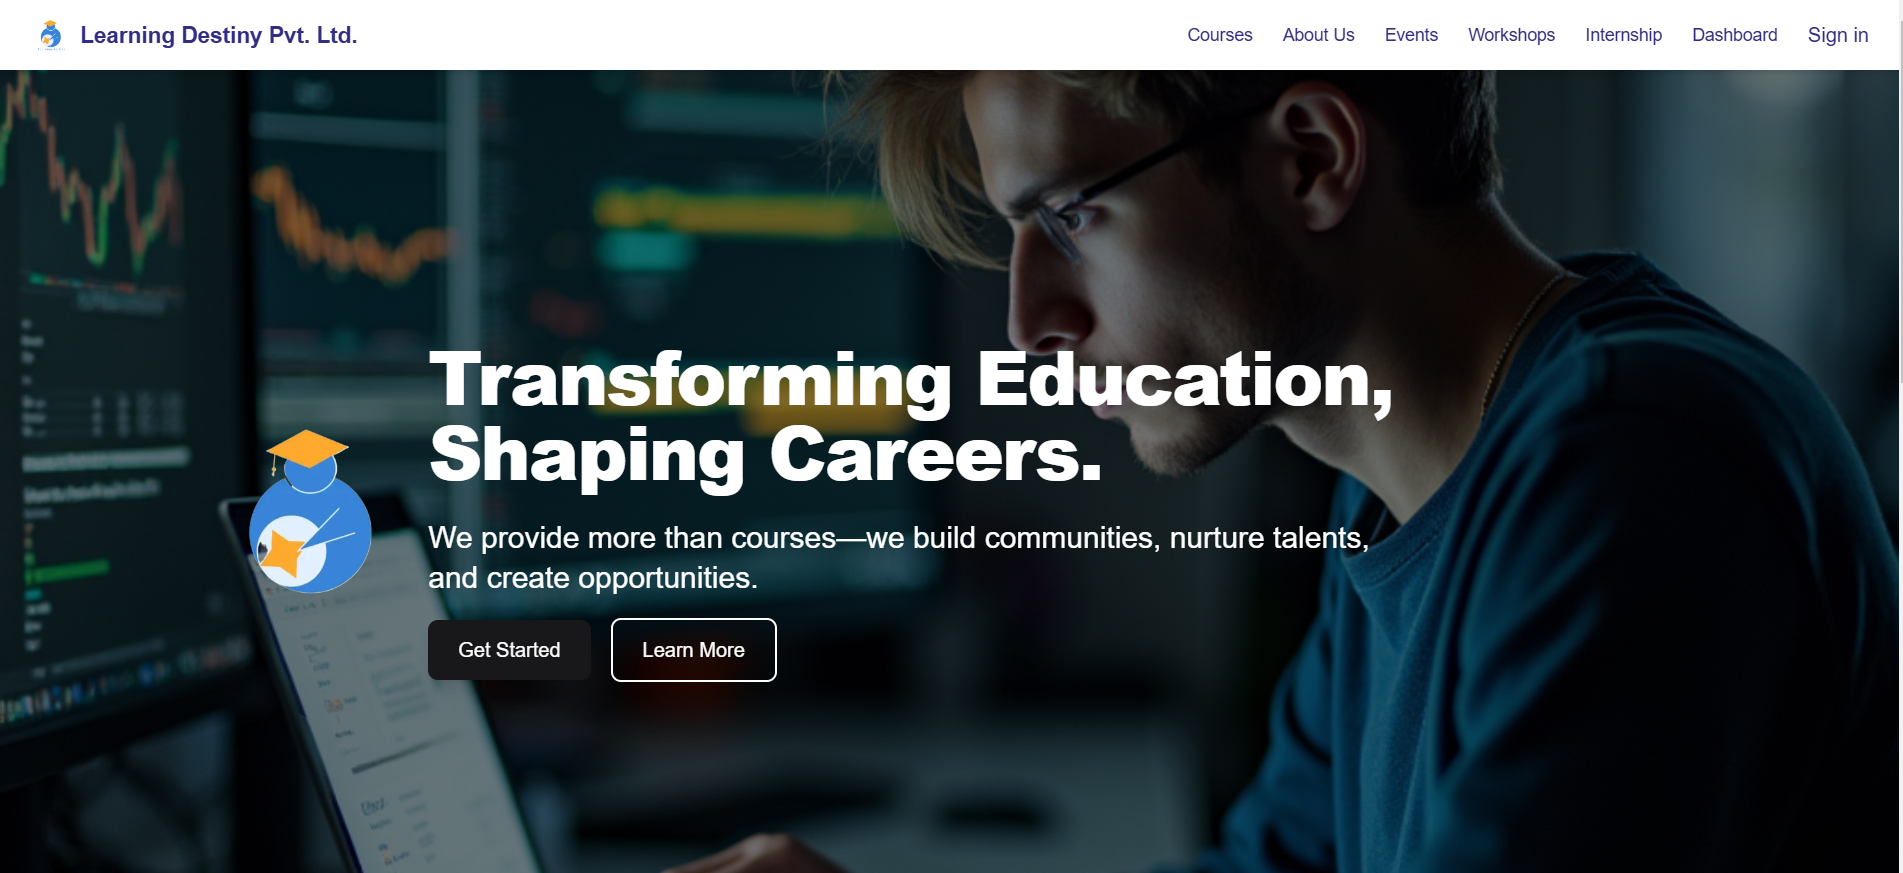 Learning Destiny Pvt. Ltd.
Courses About Us Events Workshops Internship Dashboard Sign in
Transforming Education,
Shaping Careers.
We provide more than courses—we build communities, nurture talents,
and create opportunities.
Get Started Learn More